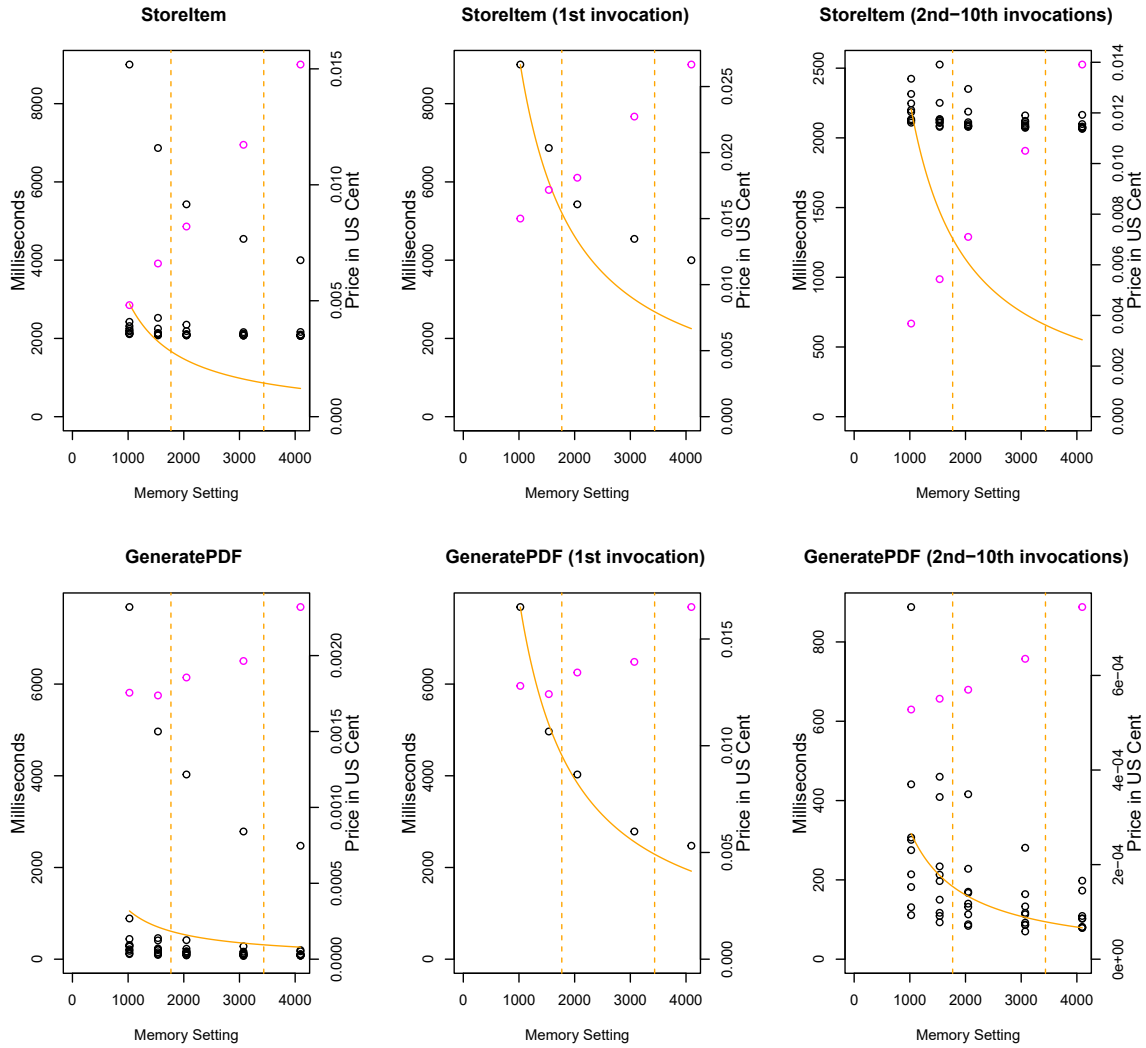 StoreItem
Milliseconds
0 2000 4000 6000 8000
0 1000 2000 3000 4000
Memory Setting
0.000 0.005 0.010 0.015
Price in US Cent
StoreItem (1st invocation)
Milliseconds
0 2000 4000 6000 8000
0 1000 2000 3000 4000
Memory Setting
0.000 0.005 0.010 0.015 0.020 0.025
Price in US Cent
StoreItem (2nd−10th invocations)
Milliseconds
0 500 1000 1500 2000 2500
0 1000 2000 3000 4000
Memory Setting
0.000 0.002 0.004 0.006 0.008 0.010 0.012 0.014
Price in US Cent
GeneratePDF
Milliseconds
0 2000 4000 6000
0 1000 2000 3000 4000
Memory Setting
0.0000 0.0005 0.0010 0.0015 0.0020
Price in US Cent
GeneratePDF (1st invocation)
Milliseconds
0 2000 4000 6000
0 1000 2000 3000 4000
Memory Setting
0.000 0.005 0.010 0.015
Price in US Cent
GeneratePDF (2nd−10th invocations)
Milliseconds
0 200 400 600 800
0 1000 2000 3000 4000
Memory Setting
0e+00 2e−04 4e−04 6e−04
Price in US Cent